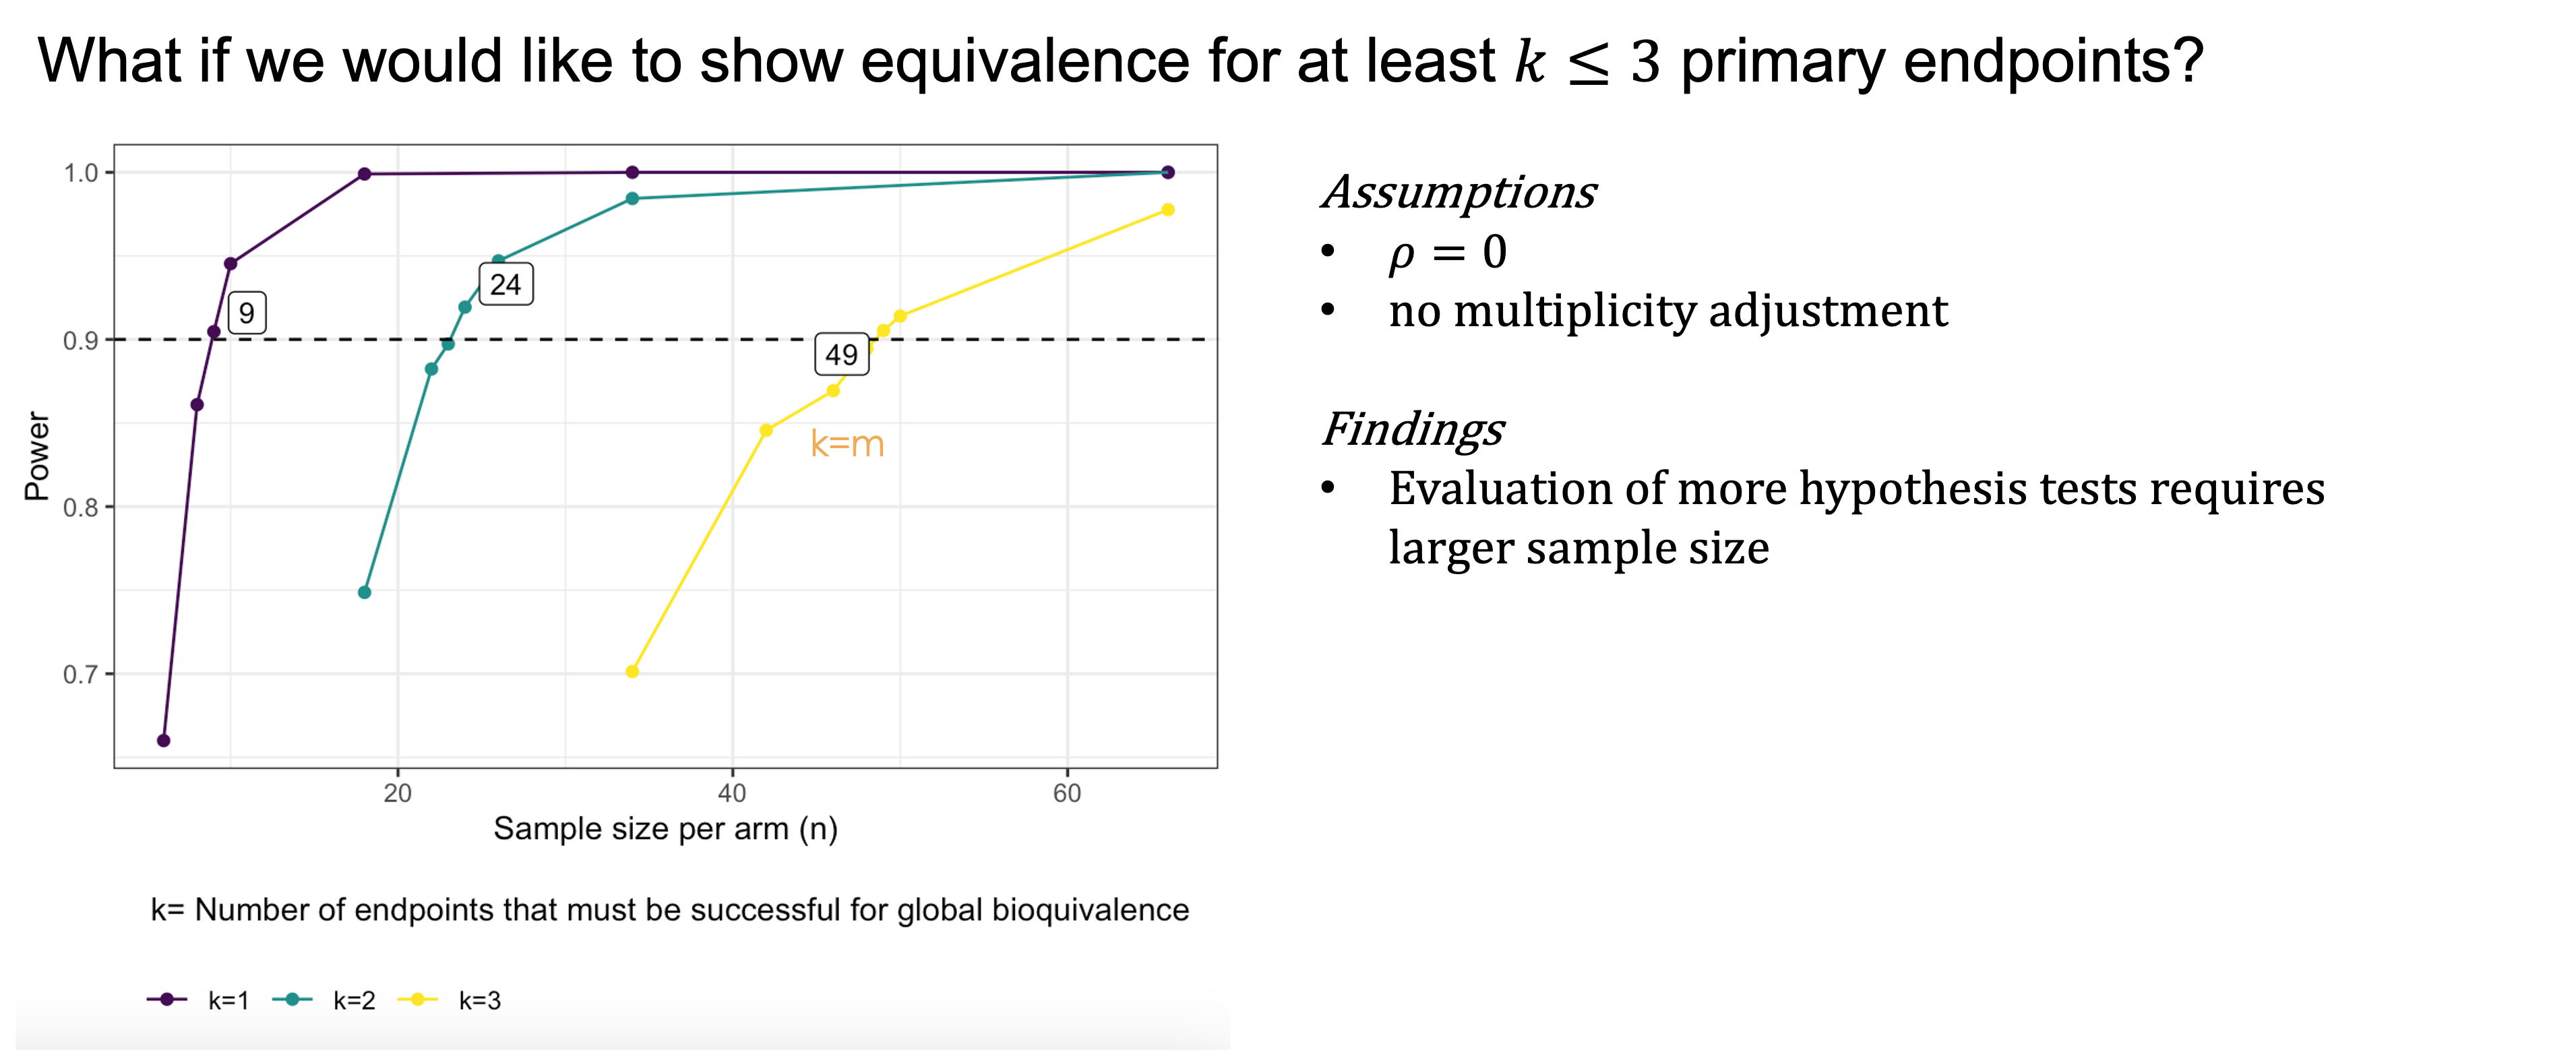 What if we would like to show equivalence for at least k ≤ 3 primary endpoints?
1.0
0.9
0.8
0.7
Power
9
24
49
k=m
20
40
60
Sample size per arm (n)
k= Number of endpoints that must be successful for global bioquivalence
k=1
k=2
k=3
Assumptions
• ρ = 0
• no multiplicity adjustment
Findings
• Evaluation of more hypothesis tests requires
larger sample size